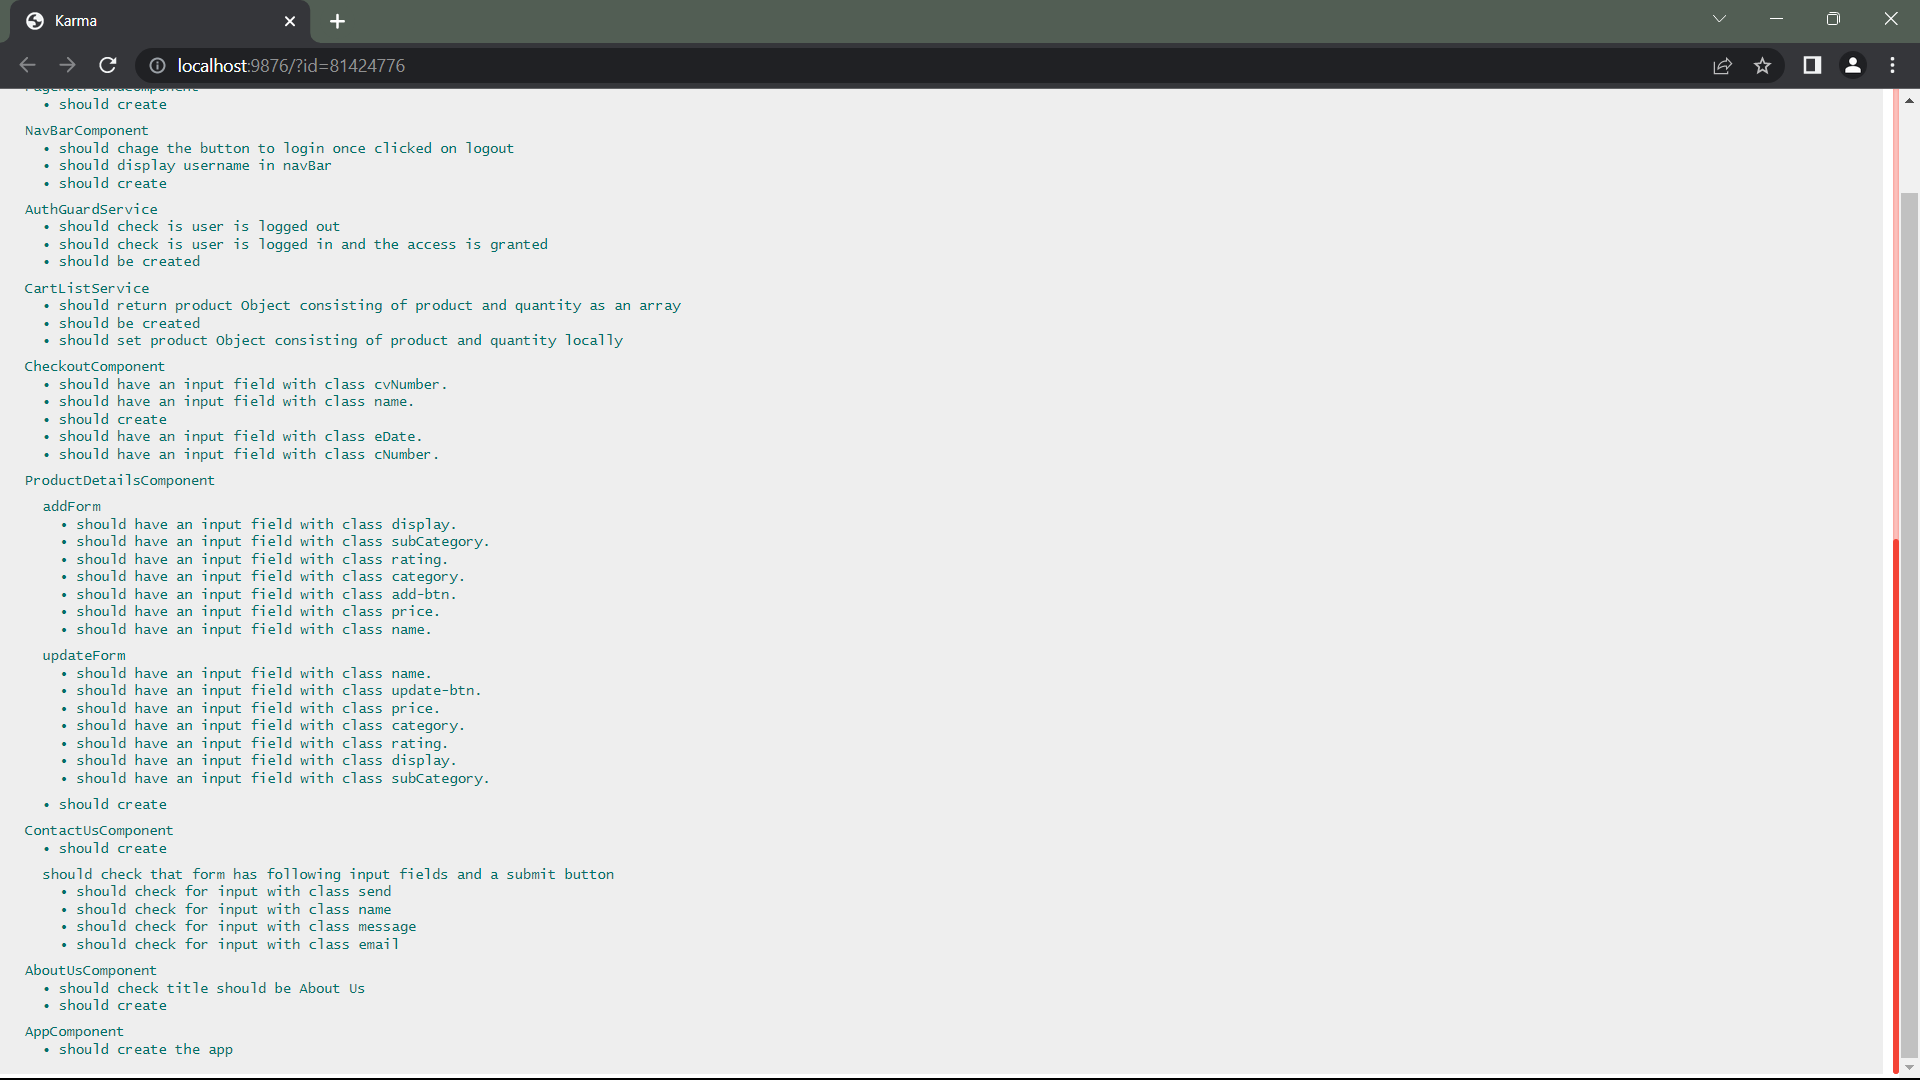 Karma
localhost:9876/?id=81424776
PageNotFoundComponent
• should create
NavBarComponent
• should chage the button to login once clicked on logout
• should display username in navBar
• should create
AuthGuardService
• should check is user is logged out
• should check is user is logged in and the access is granted
• should be created
CartListService
• should return product Object consisting of product and quantity as an array
• should be created
• should set product Object consisting of product and quantity locally
CheckoutComponent
• should have an input field with class cvNumber.
• should have an input field with class name.
• should create
• should have an input field with class eDate.
• should have an input field with class cNumber.
ProductDetailsComponent
addForm
• should have an input field with class display.
• should have an input field with class subCategory.
• should have an input field with class rating.
• should have an input field with class category.
• should have an input field with class add-btn.
• should have an input field with class price.
• should have an input field with class name.
updateForm
• should have an input field with class name.
• should have an input field with class update-btn.
• should have an input field with class price.
• should have an input field with class category.
• should have an input field with class rating.
• should have an input field with class display.
• should have an input field with class subCategory.
• should create
ContactUsComponent
• should create
should check that form has following input fields and a submit button
• should check for input with class send
• should check for input with class name
• should check for input with class message
• should check for input with class email
AboutUsComponent
• should check title should be About Us
• should create
AppComponent
• should create the app